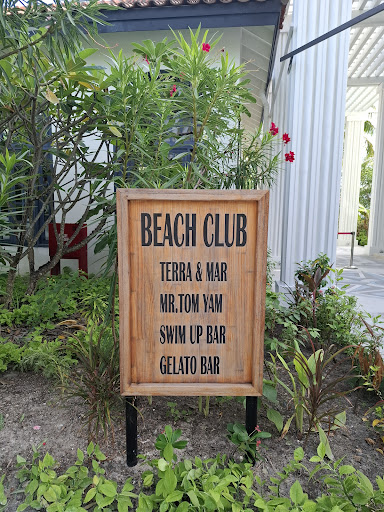 BEACH CLUB
TERRA & MAR
MR.TOM YAM
SWIM UP BAR
GELATO BAR